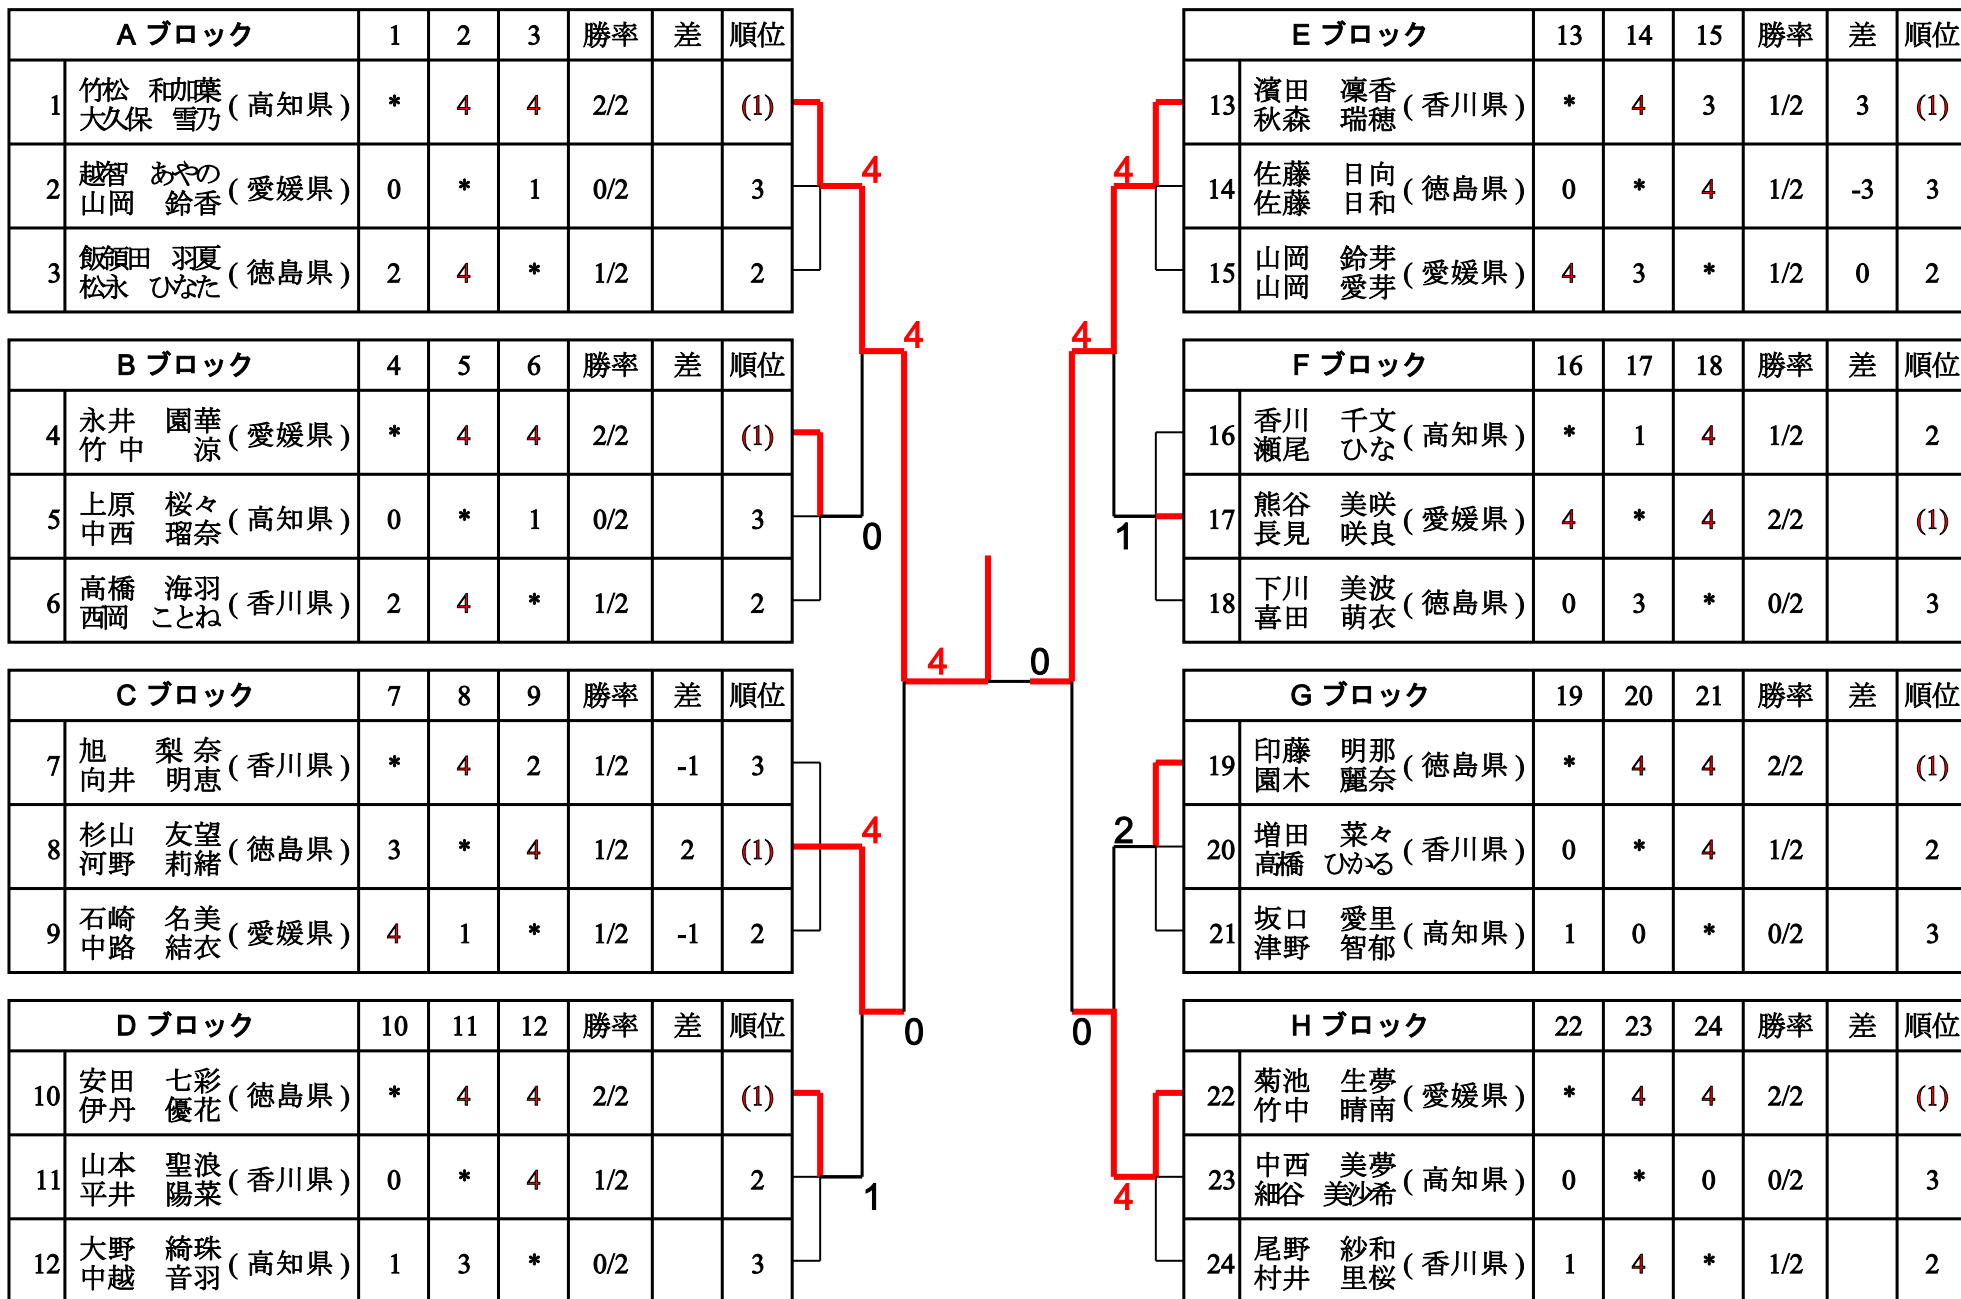 A ブロック 1 2 3 勝率 差 順位
1 竹松 和加葉 大久保 雪乃 (高知県) * 4 4 2/2 (1)
2 越智 あやの 山岡 鈴香 (愛媛県) 0 * 1 0/2 3
3 飯領田 羽夏 松永 ひなた (徳島県) 2 4 * 1/2 2
B ブロック 4 5 6 勝率 差 順位
4 永井 園華 竹中 涼 (愛媛県) * 4 4 2/2 (1)
5 上原 桜々 中西 瑠奈 (高知県) 0 * 1 0/2 3
6 高橋 海羽 西岡 ことね (香川県) 2 4 * 1/2 2
C ブロック 7 8 9 勝率 差 順位
7 旭 梨奈 向井 明恵 (香川県) * 4 2 1/2 -1 3
8 杉山 友望 河野 莉緒 (徳島県) 3 * 4 1/2 2 (1)
9 石崎 名美 中路 結衣 (愛媛県) 4 1 * 1/2 -1 2
D ブロック 10 11 12 勝率 差 順位
10 安田 七彩 伊丹 優花 (徳島県) * 4 4 2/2 (1)
11 山本 聖浪 平井 陽菜 (香川県) 0 * 4 1/2 2
12 大野 綺珠 中越 音羽 (高知県) 1 3 * 0/2 3
4
4
0
4
0
4
0
1
4
4
1
2
0
4
E ブロック 13 14 15 勝率 差 順位
13 濱田 凜香 秋森 瑞穂 (香川県) * 4 3 1/2 3 (1)
14 佐藤 日向 佐藤 日和 (徳島県) 0 * 4 1/2 -3 3
15 山岡 鈴芽 山岡 愛芽 (愛媛県) 4 3 * 1/2 0 2
F ブロック 16 17 18 勝率 差 順位
16 香川 千文 瀬尾 ひな (高知県) * 1 4 1/2 2
17 熊谷 美咲 長見 咲良 (愛媛県) 4 * 4 2/2 (1)
18 下川 美波 喜田 萌衣 (徳島県) 0 3 * 0/2 3
G ブロック 19 20 21 勝率 差 順位
19 印藤 明那 園木 麗奈 (徳島県) * 4 4 2/2 (1)
20 増田 菜々 高橋 ひかる (香川県) 0 * 4 1/2 2
21 坂口 愛里 津野 智郁 (高知県) 1 0 * 0/2 3
H ブロック 22 23 24 勝率 差 順位
22 菊池 生夢 竹中 晴南 (愛媛県) * 4 4 2/2 (1)
23 中西 美夢 細谷 美沙希 (高知県) 0 * 0 0/2 3
24 尾野 紗和 村井 里桜 (香川県) 1 4 * 1/2 2